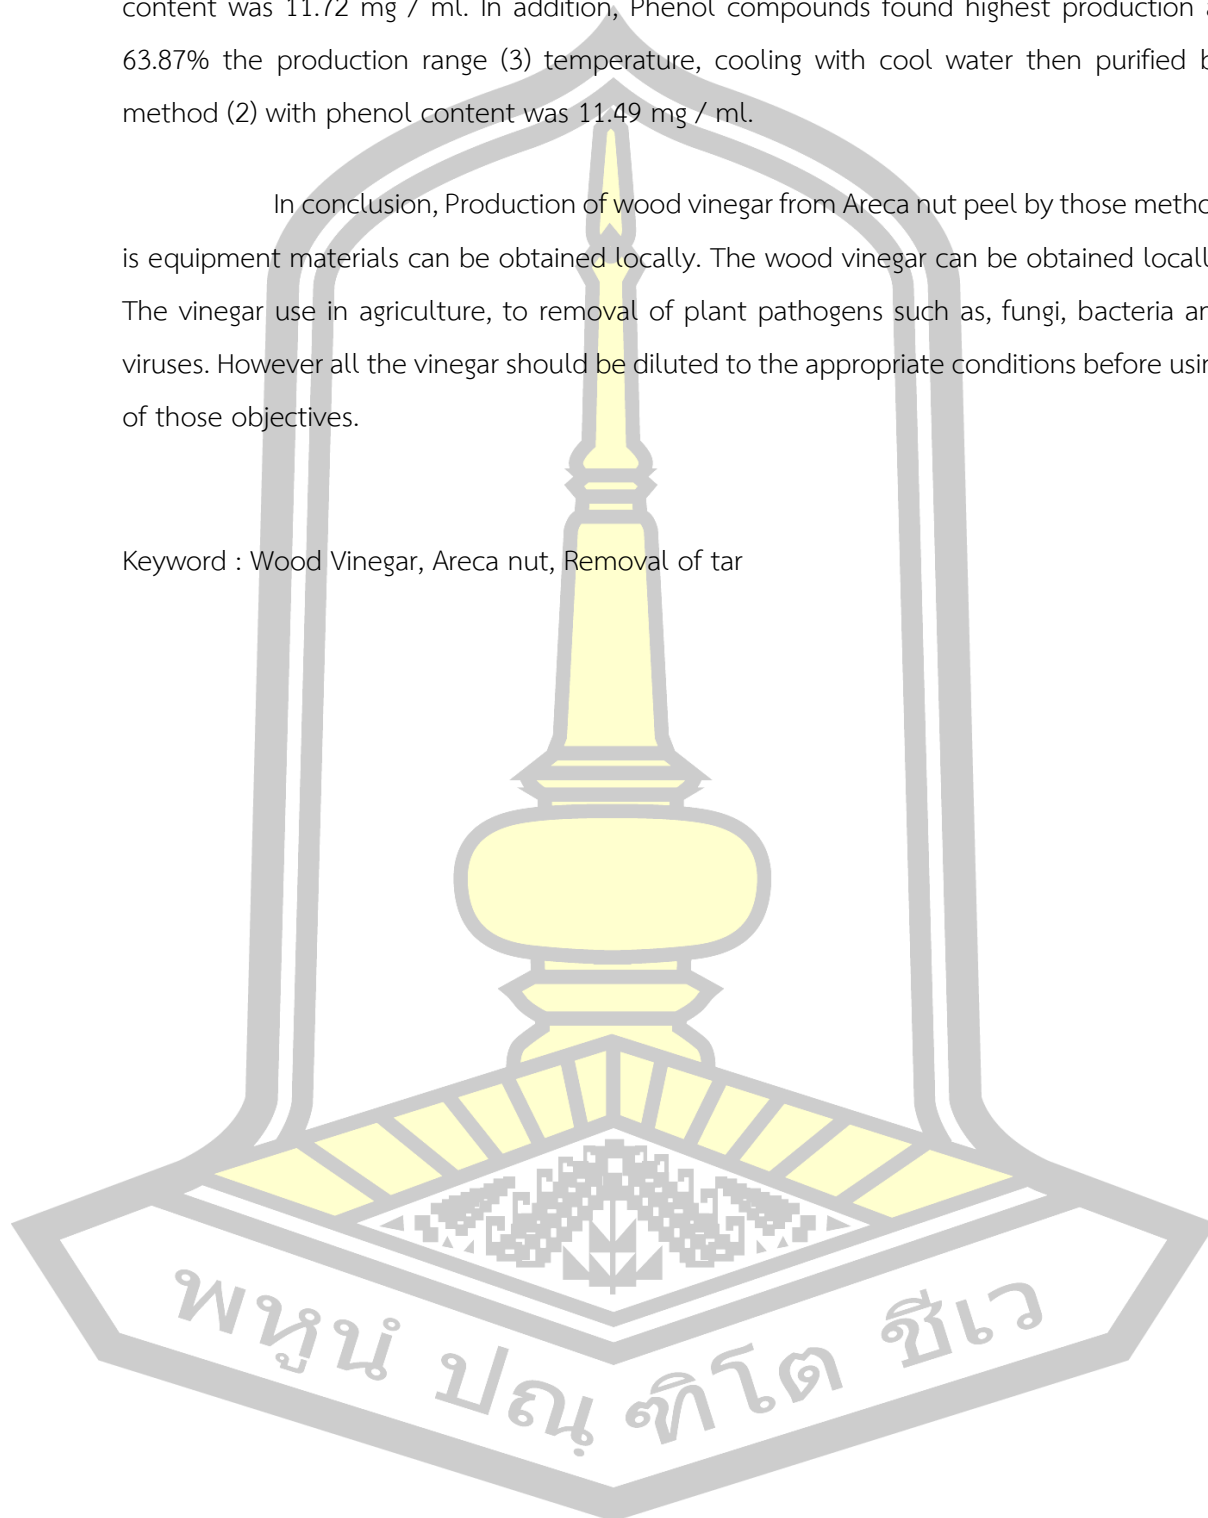 content was 11.72 mg / ml. In addition, Phenol compounds found highest production
63.87% the production range (3) temperature, cooling with cool water then purified
method (2) with phenol content was 11.49 mg / ml.
In conclusion, Production of wood vinegar from Areca nut peel by those
is equipment materials can be obtained locally. The wood vinegar can be obtained
The vinegar use in agriculture, to removal of plant pathogens such as, fungi, bacteria
viruses. However all the vinegar should be diluted to the appropriate conditions before
of those objectives.
Keyword : Wood Vinegar, Areca nut, Removal of tar
พหูนํ ปณฺฑิโต ชีเว